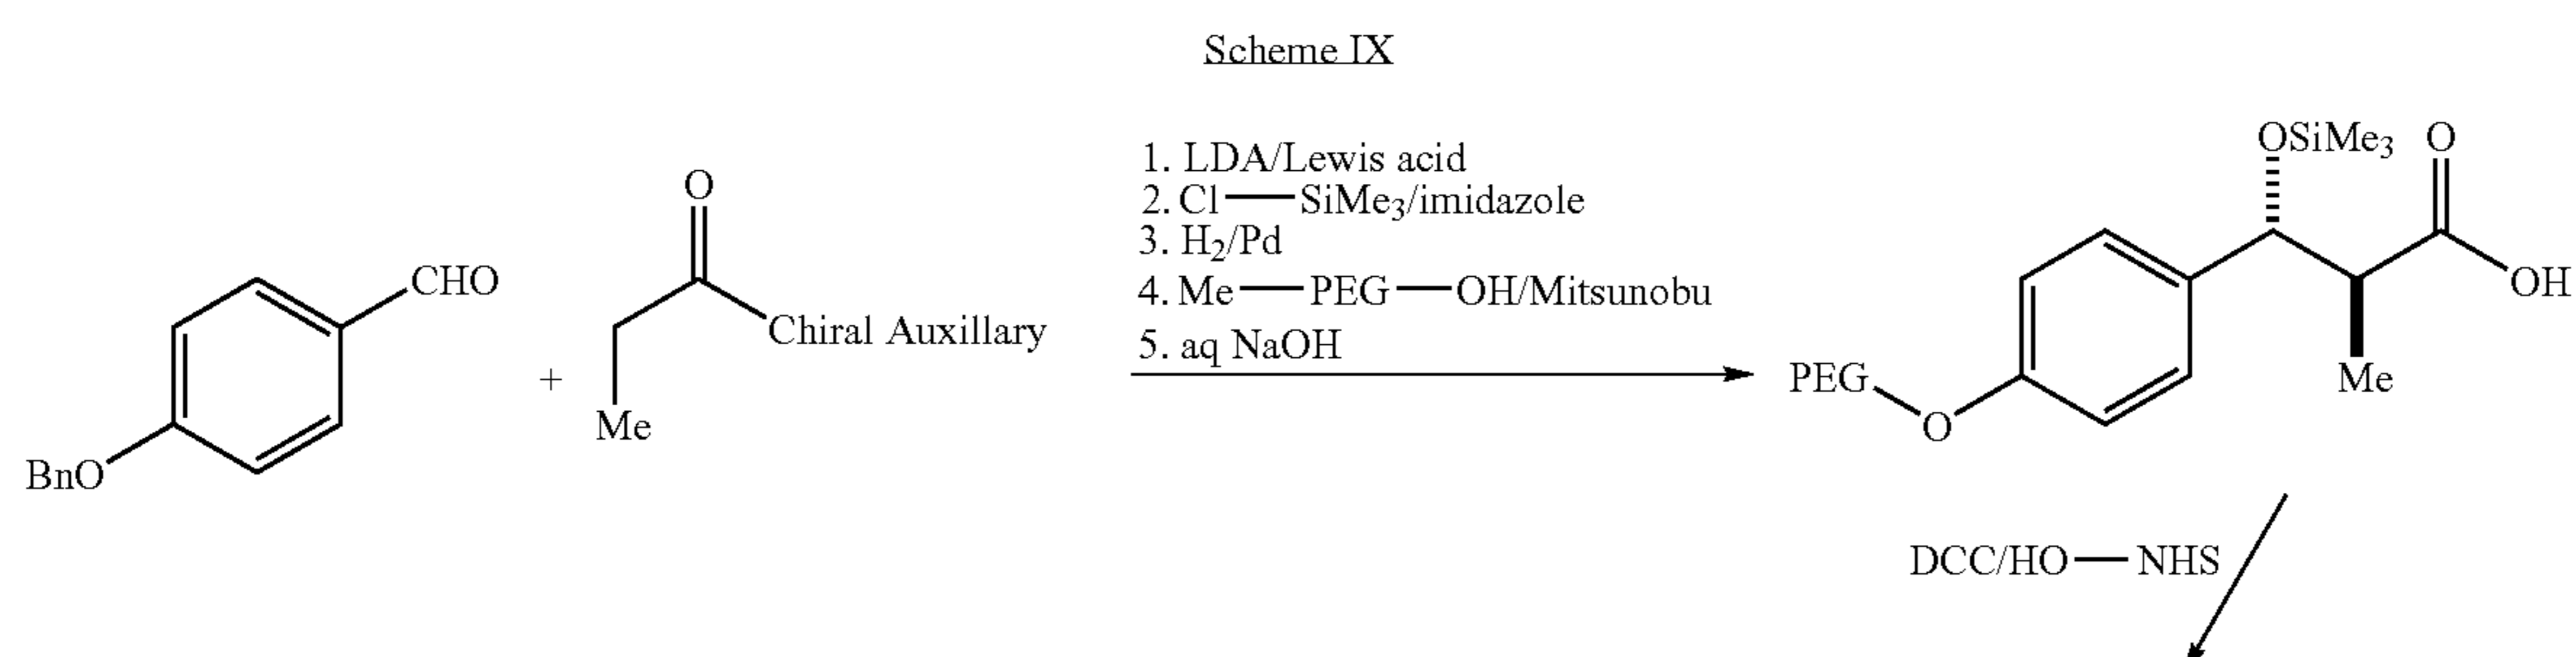 Scheme IX
O
CHO
BnO
+
Me
Chiral Auxillary
1. LDA/Lewis acid
2. Cl—SiMe₃/imidazole
3. H₂/Pd
4. Me—PEG—OH/Mitsunobu
5. aq NaOH
OSiMe₃
O
OH
Me
PEG
O
DCC/HO—NHS